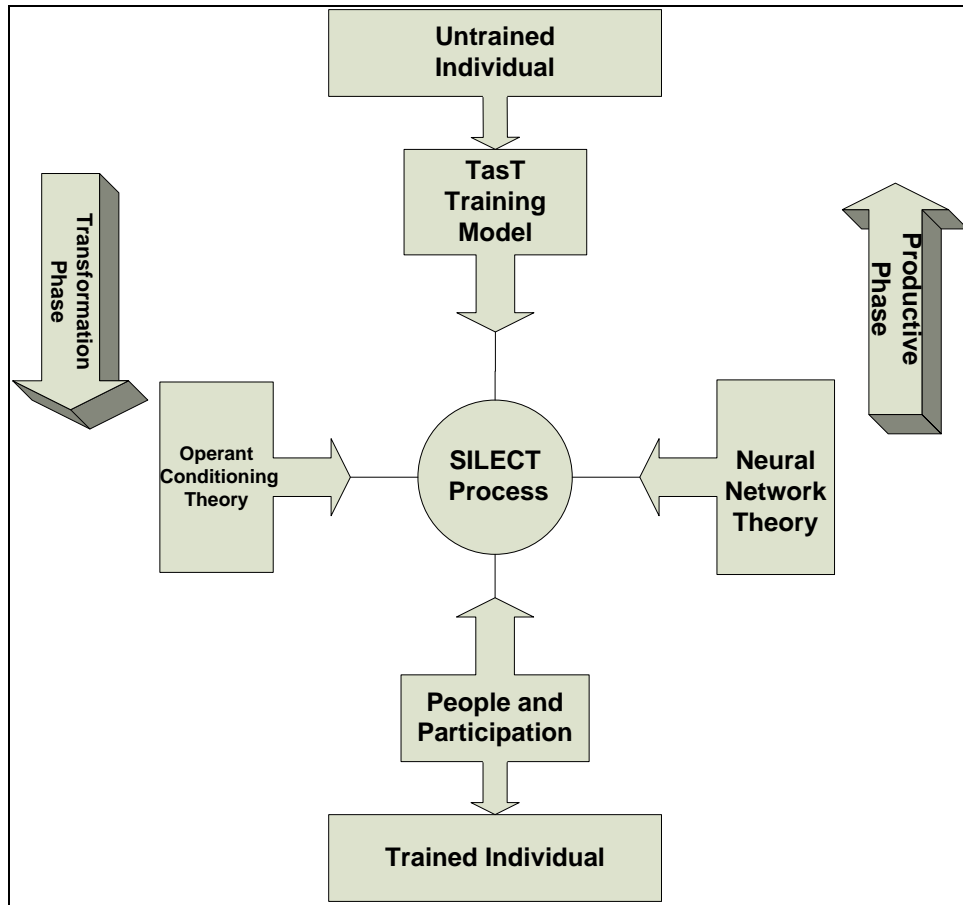 Untrained
Individual
TasT
Training
Model
Transformation
Phase
Productive
Phase
Operant
Conditioning
Theory
SILECT
Process
Neural
Network
Theory
People and
Participation
Trained Individual